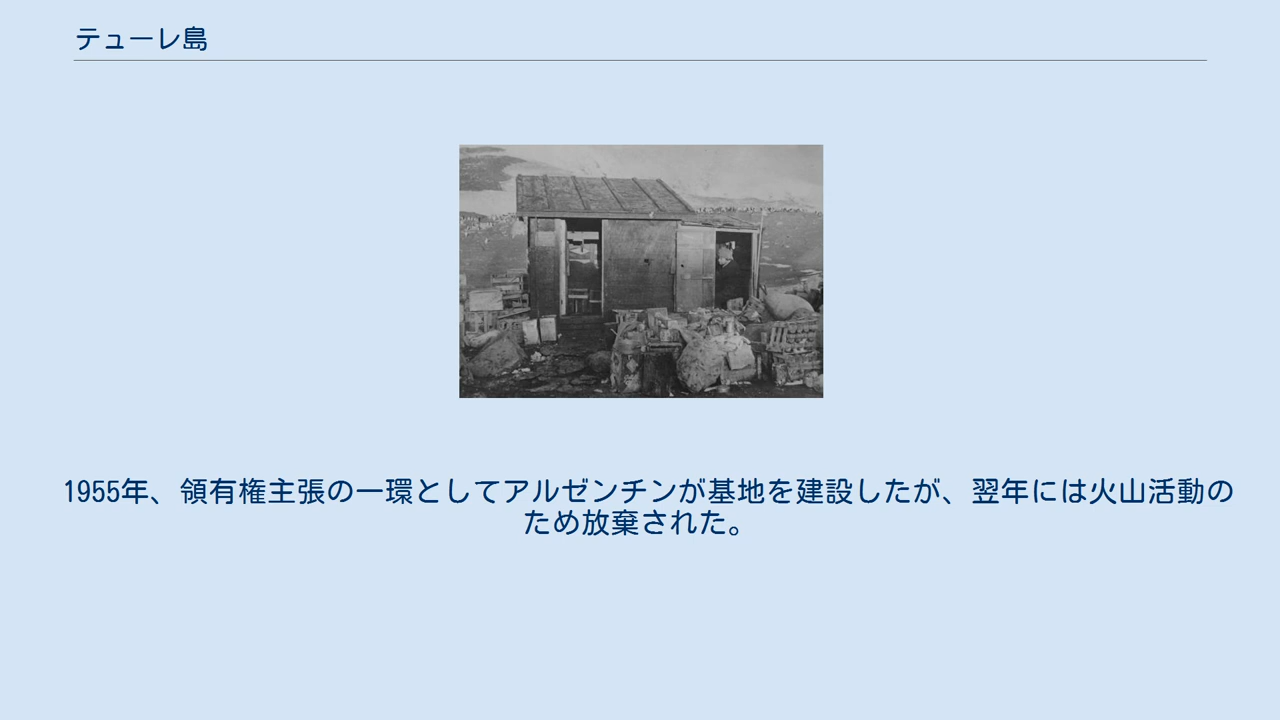 テューレ島
1955年、領有権主張の一環としてアルゼンチンが基地を建設したが、翌年には火山活動の
ため放棄された。